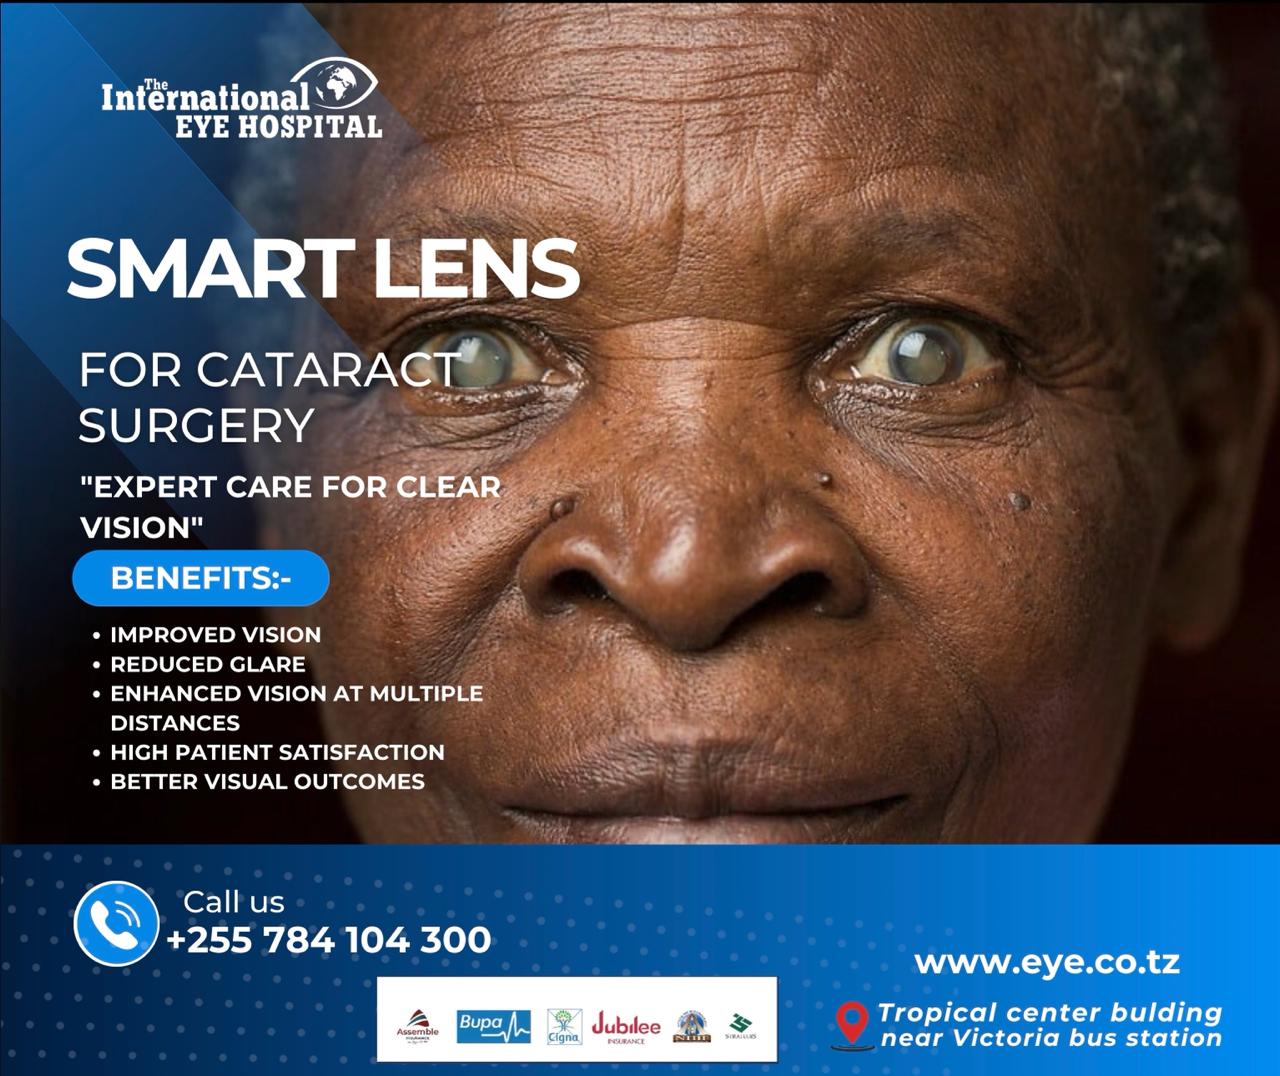 The
International
EYE HOSPITAL
SMART LENS
FOR CATARACT
SURGERY
"EXPERT CARE FOR CLEAR
VISION"
BENEFITS:-
• IMPROVED VISION
• REDUCED GLARE
• ENHANCED VISION AT MULTIPLE
DISTANCES
• HIGH PATIENT SATISFACTION
• BETTER VISUAL OUTCOMES
Call us
+255 784 104 300
www.eye.co.tz
Tropical center bulding
near Victoria bus station
Assemble
INSURANCE
Bupa
Cigna
Jubilee
INSURANCE